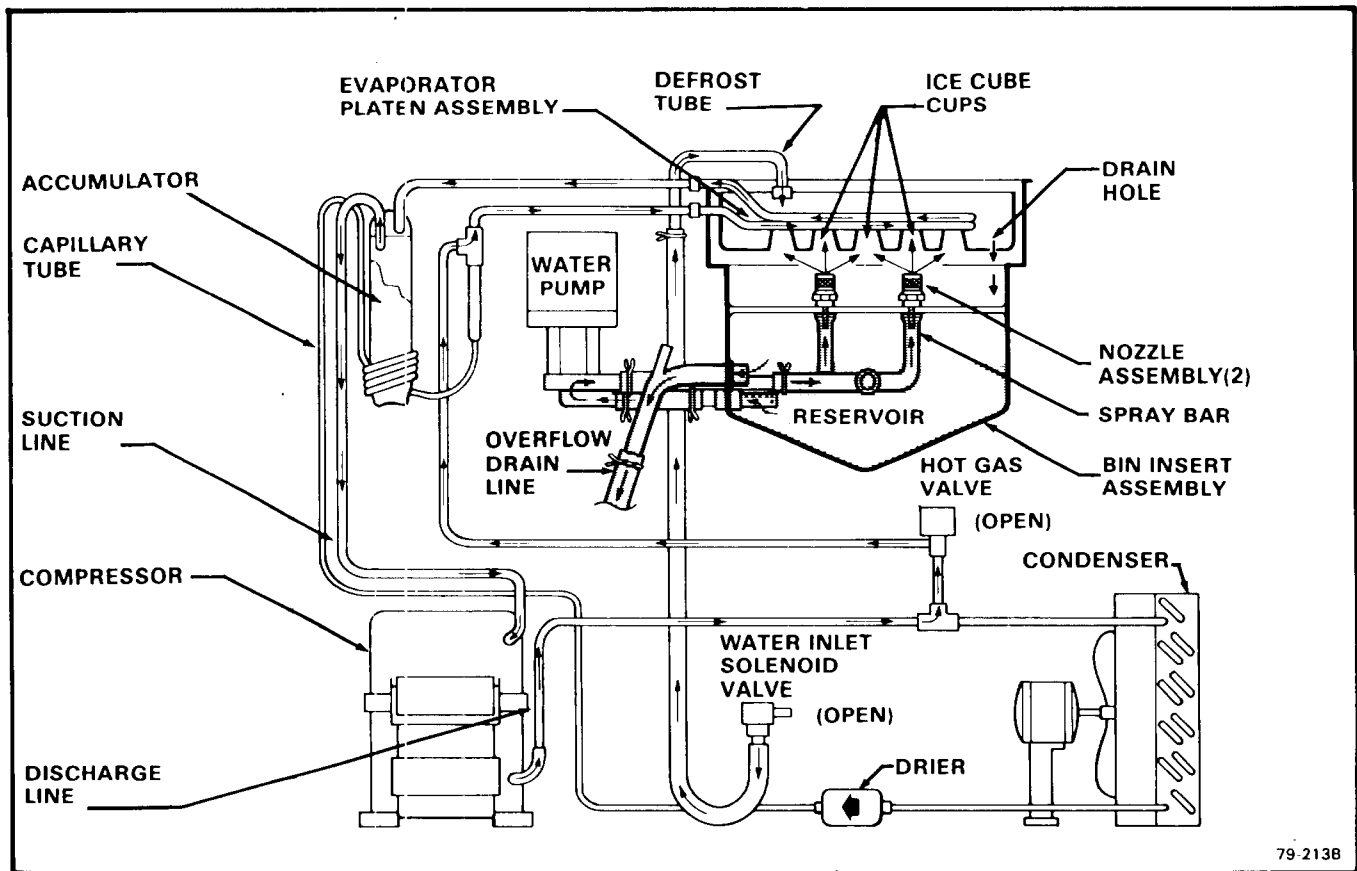 EVAPORATOR
PLATEN ASSEMBLY
DEFROST
TUBE
ICE CUBE
CUPS
ACCUMULATOR
DRAIN
HOLE
CAPILLARY
TUBE
WATER
PUMP
NOZZLE
ASSEMBLY(2)
SUCTION
LINE
RESERVOIR
SPRAY BAR
OVERFLOW
DRAIN
LINE
HOT GAS
VALVE
(OPEN)
BIN INSERT
ASSEMBLY
COMPRESSOR
CONDENSER
WATER INLET
SOLENOID
VALVE
(OPEN)
DISCHARGE
LINE
DRIER
79-213B